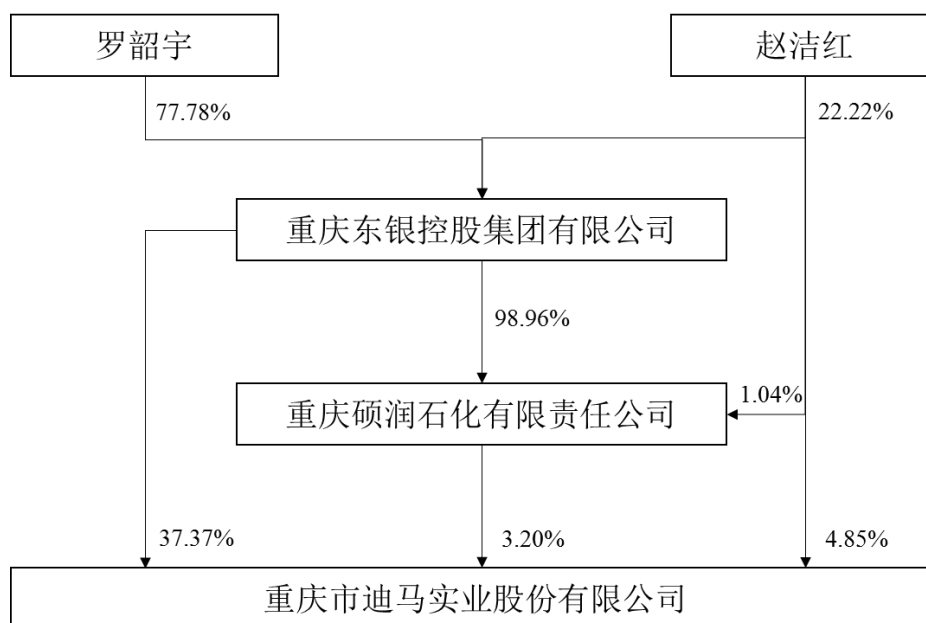 罗韶宇
赵洁红
77.78%
22.22%
重庆东银控股集团有限公司
98.96%
重庆硕润石化有限责任公司
1.04%
37.37%
3.20%
4.85%
重庆市迪马实业股份有限公司